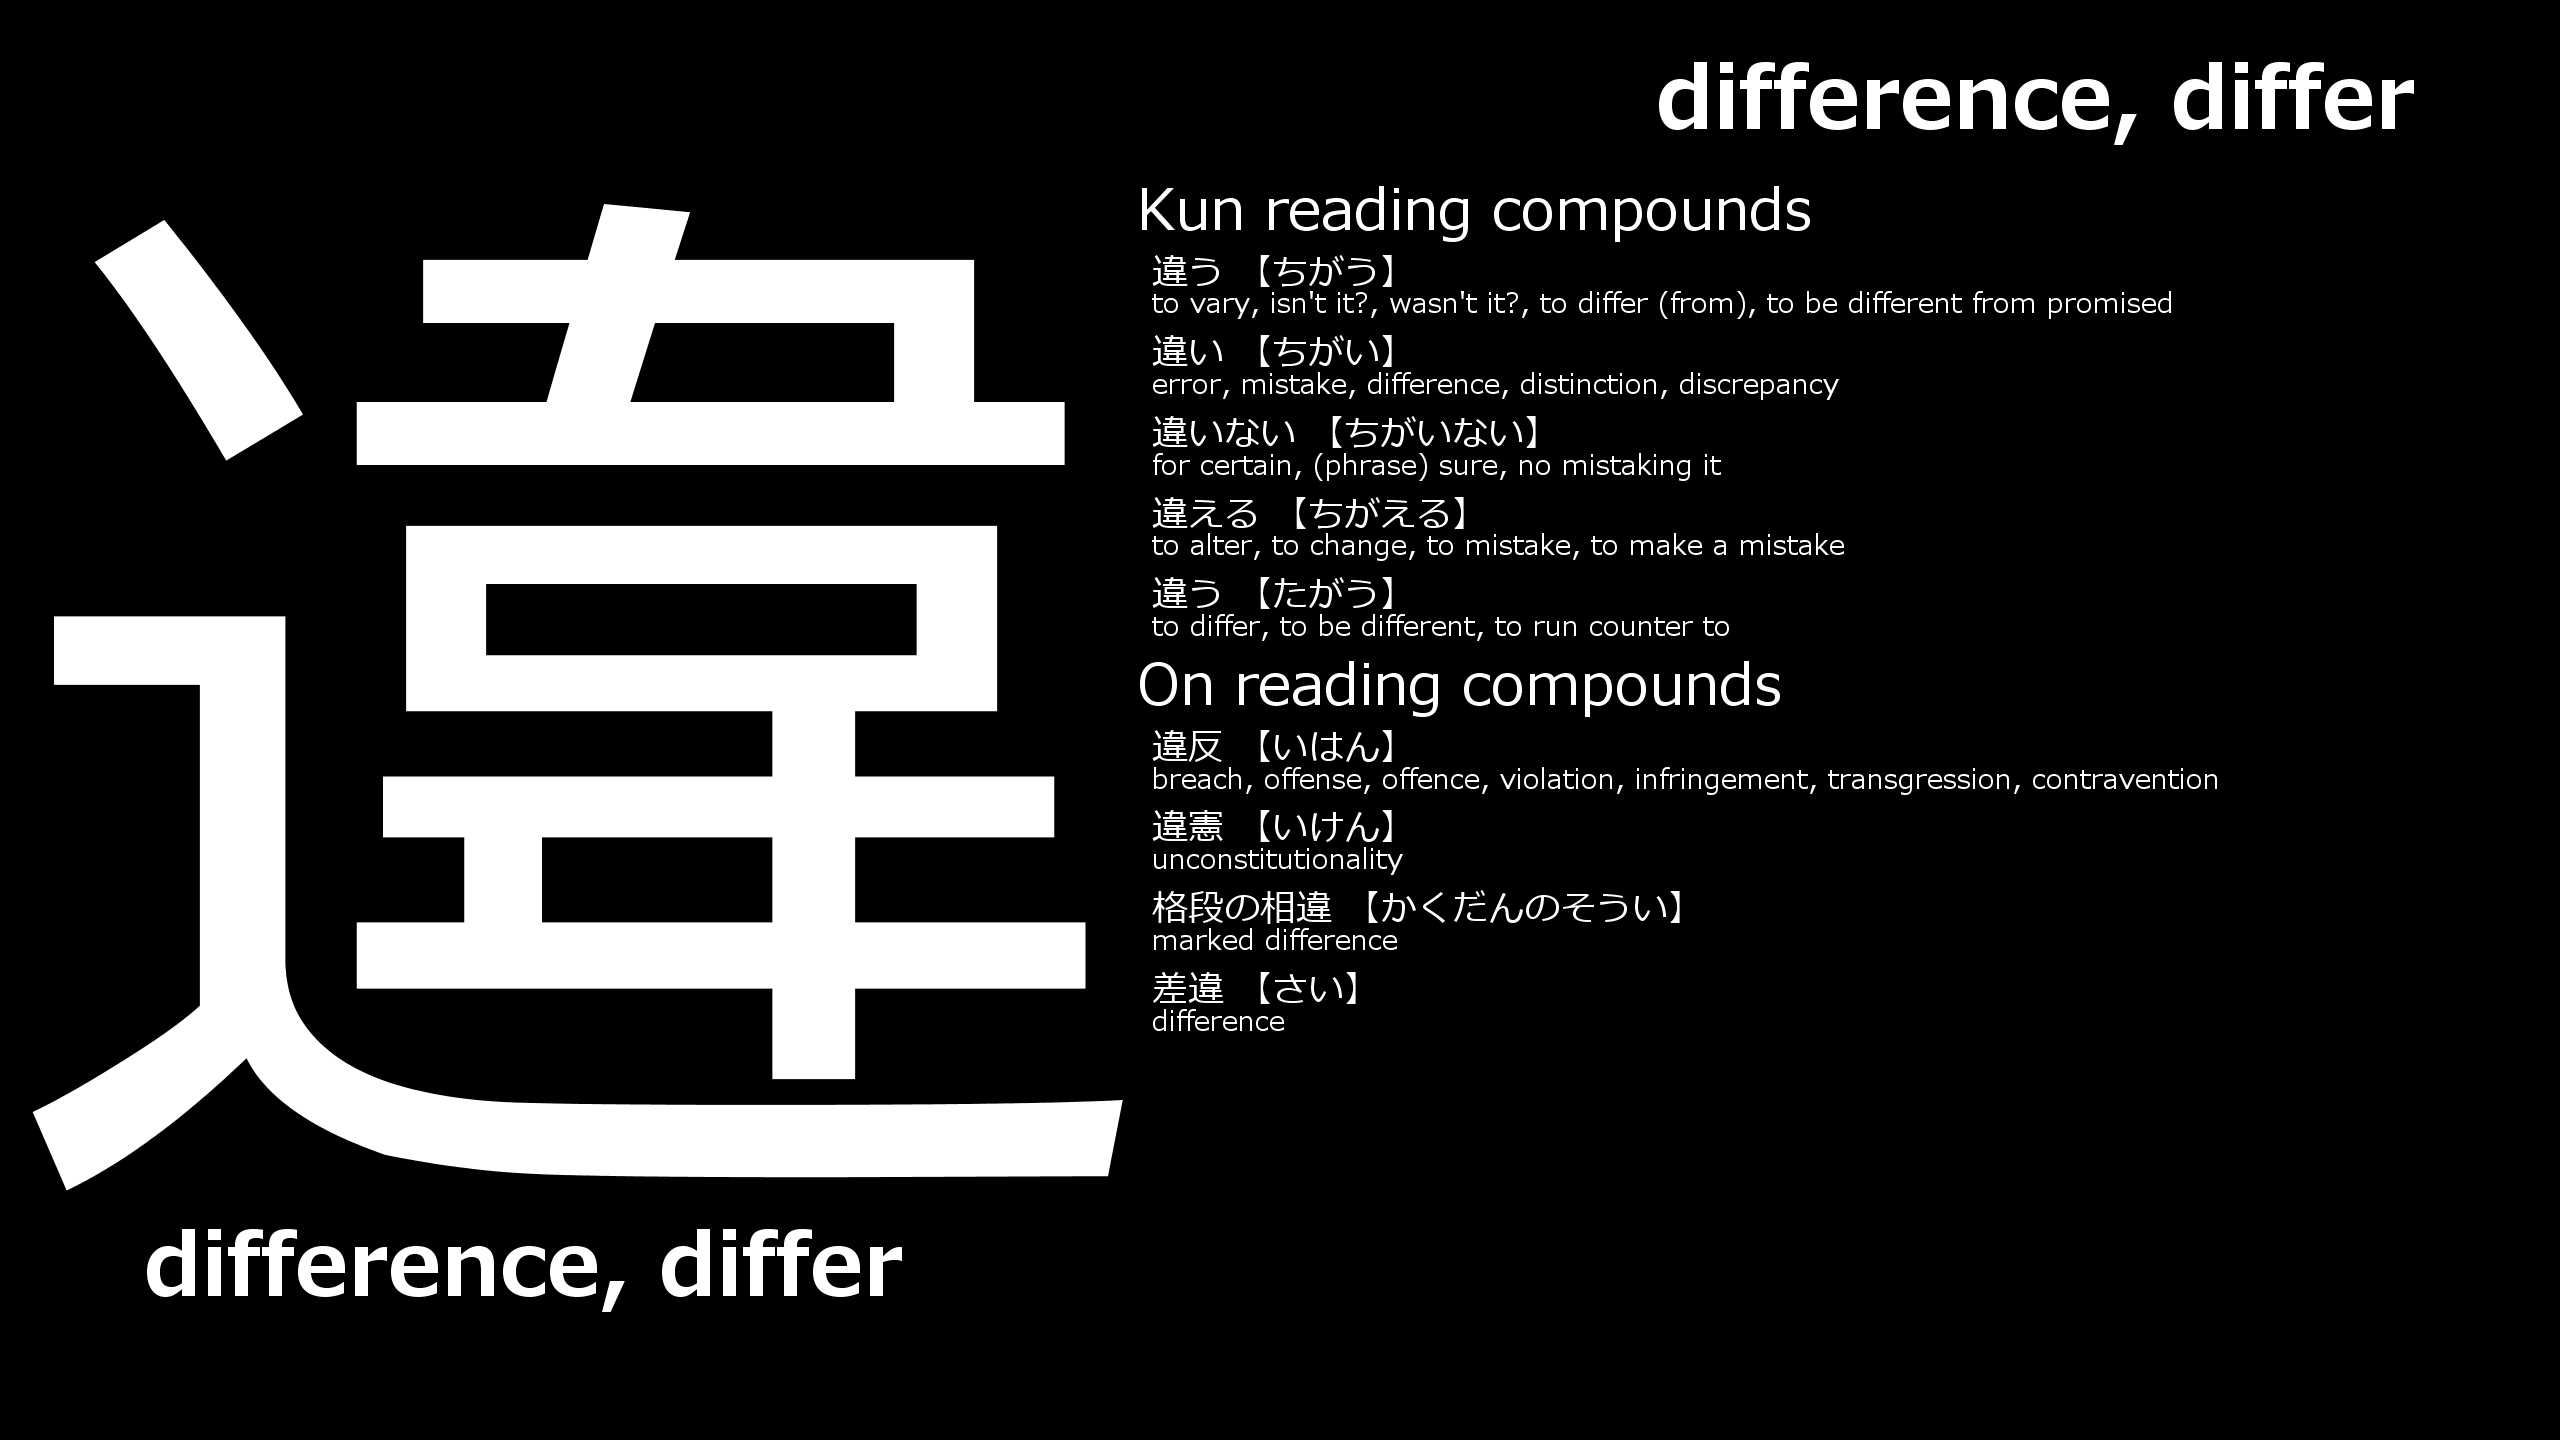 difference, differ
違
difference, differ
Kun reading compounds
違う 【ちがう】
to vary, isn't it?, wasn't it?, to differ (from), to be different from promised
違い 【ちがい】
error, mistake, difference, distinction, discrepancy
違いない 【ちがいない】
for certain, (phrase) sure, no mistaking it
違える 【ちがえる】
to alter, to change, to mistake, to make a mistake
違う 【たがう】
to differ, to be different, to run counter to
On reading compounds
違反 【いはん】
breach, offense, offence, violation, infringement, transgression, contravention
違憲 【いけん】
unconstitutionality
格段の相違 【かくだんのそうい】
marked difference
差違 【さい】
difference